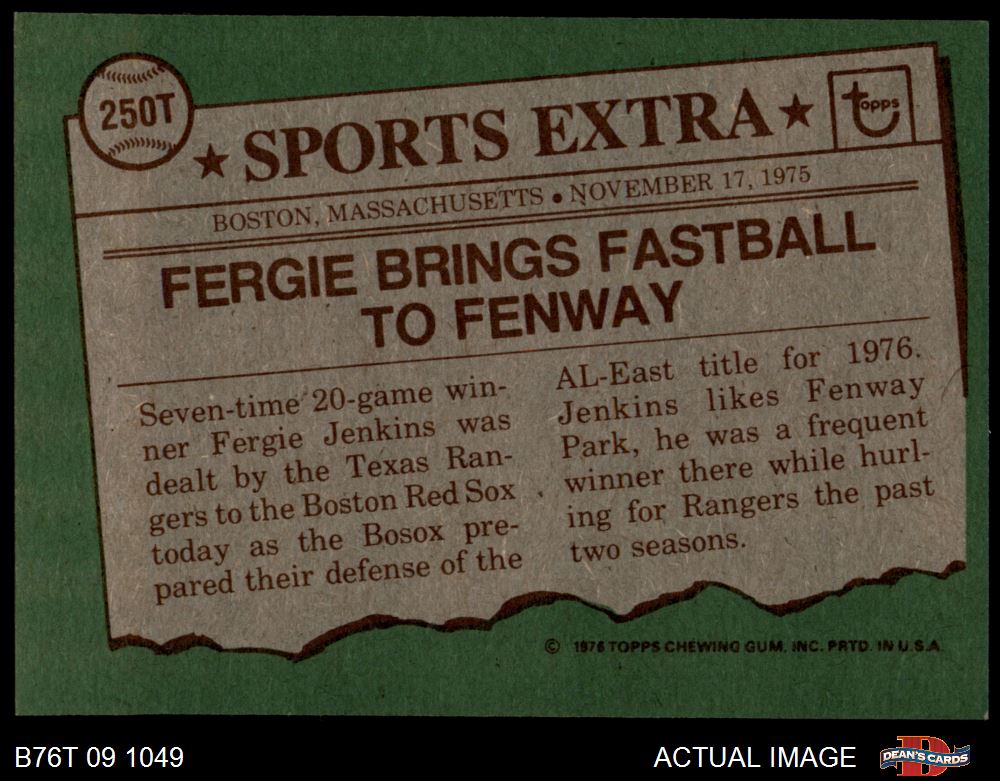 250T
★ SPORTS EXTRA ★
topps
BOSTON, MASSACHUSETTS • NOVEMBER 17, 1975
FERGIE BRINGS FASTBALL
TO FENWAY
Seven-time 20-game win-
ner Fergie Jenkins was
dealt by the Texas Ran-
gers to the Boston Red Sox
today as the Bosox pre-
pared their defense of the
AL-East title for 1976.
Jenkins likes Fenway
Park, he was a frequent
winner there while hurl-
ing for Rangers the past
two seasons.
© 1976 TOPPS CHEWING GUM, INC. PRTD. IN U.S.A.
B76T 09 1049
ACTUAL IMAGE
D
DEAN'S CARDS